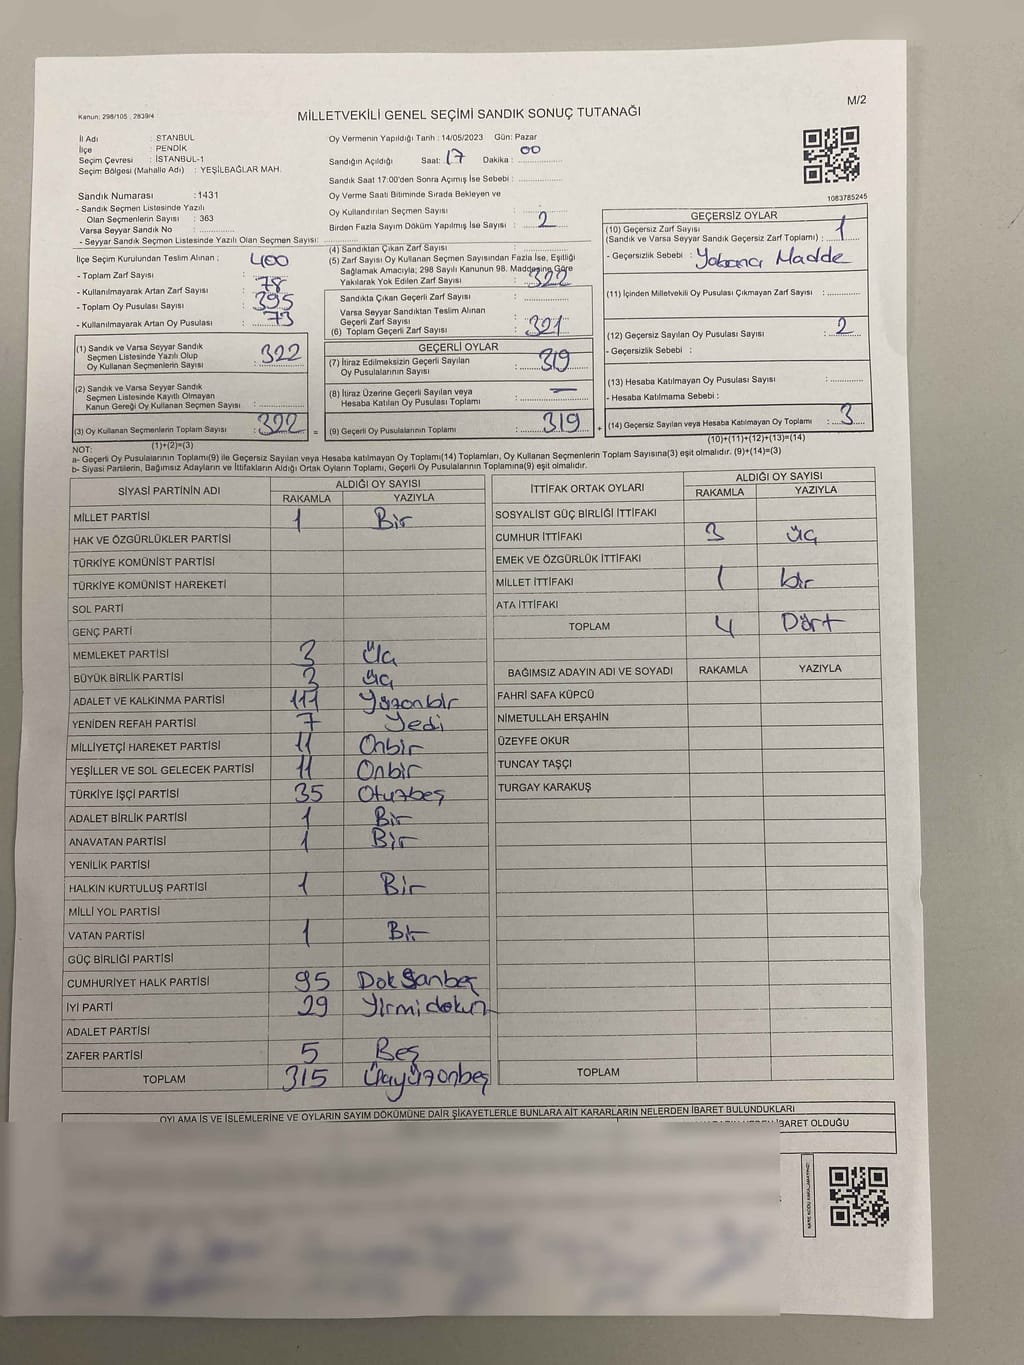 Kanun: 298/105 , 2839/4
MİLLETVEKİLİ GENEL SEÇİMİ SANDIK SONUÇ TUTANAĞI
M/2
İl Adı : STANBUL
İlçe : PENDİK
Seçim Çevresi : İSTANBUL-1
Seçim Bölgesi (Mahalle Adı) : YEŞİLBAĞLAR MAH.
Sandık Numarası : 1431
- Sandık Seçmen Listesinde Yazılı
Olan Seçmenlerin Sayısı : 363
Varsa Seyyar Sandık No :
- Seyyar Sandık Seçmen Listesinde Yazılı Olan Seçmen Sayısı:
Oy Vermenin Yapıldığı Tarih : 14/05/2023 Gün: Pazar
Sandığın Açıldığı Saat: 17 Dakika : 00
Sandık Saat 17:00'den Sonra Açımış İse Sebebi :
Oy Verme Saati Bitiminde Sırada Bekleyen ve
Oy Kullandırılan Seçmen Sayısı :
Birden Fazla Sayım Döküm Yapılmış İse Sayısı : 2
1083785245
İlçe Seçim Kurulundan Teslim Alınan ;
- Toplam Zarf Sayısı : 400
- Kullanılmayarak Artan Zarf Sayısı : 78
- Toplam Oy Pusulası Sayısı : 395
- Kullanılmayarak Artan Oy Pusulası : 73
(1) Sandık ve Varsa Seyyar Sandık
Seçmen Listesinde Yazılı Olup
Oy Kullanan Seçmenlerin Sayısı : 322
(2) Sandık ve Varsa Seyyar Sandık
Seçmen Listesinde Kayıtlı Olmayan
Kanun Gereği Oy Kullanan Seçmen Sayısı :
(3) Oy Kullanan Seçmenlerin Toplam Sayısı : 322
(1)+(2)=(3)
(4) Sandıktan Çıkan Zarf Sayısı :
(5) Zarf Sayısı Oy Kullanan Seçmen Sayısından Fazla İse, Eşitliği
Sağlamak Amacıyla; 298 Sayılı Kanunun 98. Maddesine Göre
Yakılarak Yok Edilen Zarf Sayısı : 322
Sandıkta Çıkan Geçerli Zarf Sayısı :
Varsa Seyyar Sandıktan Teslim Alınan
Geçerli Zarf Sayısı :
(6) Toplam Geçerli Zarf Sayısı : 321
GEÇERLİ OYLAR
(7) İtiraz Edilmeksizin Geçerli Sayılan
Oy Pusulalarının Sayısı : 319
(8) İtiraz Üzerine Geçerli Sayılan veya
Hesaba Katılan Oy Pusulası Toplamı : —
= (9) Geçerli Oy Pusulalarının Toplamı : 319 +
GEÇERSİZ OYLAR
(10) Geçersiz Zarf Sayısı
(Sandık ve Varsa Seyyar Sandık Geçersiz Zarf Toplamı) : 1
- Geçersizlik Sebebi : Yabancı Madde
(11) İçinden Milletvekili Oy Pusulası Çıkmayan Zarf Sayısı :
(12) Geçersiz Sayılan Oy Pusulası Sayısı : 2
- Geçersizlik Sebebi :
(13) Hesaba Katılmayan Oy Pusulası Sayısı :
- Hesaba Katılmama Sebebi :
(14) Geçersiz Sayılan veya Hesaba Katılmayan Oy Toplamı : 3
(10)+(11)+(12)+(13)=(14)
NOT:
a- Geçerli Oy Pusulalarının Toplamı(9) ile Geçersiz Sayılan veya Hesaba katılmayan Oy Toplamı(14) Toplamları, Oy Kullanan Seçmenlerin Toplam Sayısına(3) eşit olmalıdır. (9)+(14)=(3)
b- Siyasi Partilerin, Bağımsız Adayların ve İttifakların Aldığı Ortak Oyların Toplamı, Geçerli Oy Pusulalarının Toplamına(9) eşit olmalıdır.
SİYASİ PARTİNİN ADI
ALDIĞI OY SAYISI
RAKAMLA YAZIYLA
MİLLET PARTİSİ 1 Bir
HAK VE ÖZGÜRLÜKLER PARTİSİ
TÜRKİYE KOMÜNİST PARTİSİ
TÜRKİYE KOMÜNİST HAREKETİ
SOL PARTİ
GENÇ PARTİ
MEMLEKET PARTİSİ 3 Üç
BÜYÜK BİRLİK PARTİSİ 3 üç
ADALET VE KALKINMA PARTİSİ 111 Yüzonbir
YENİDEN REFAH PARTİSİ 7 Yedi
MİLLİYETÇİ HAREKET PARTİSİ 11 Onbir
YEŞİLLER VE SOL GELECEK PARTİSİ 11 Onbir
TÜRKİYE İŞÇİ PARTİSİ 35 Otuzbeş
ADALET BİRLİK PARTİSİ 1 Bir
ANAVATAN PARTİSİ 1 Bir
YENİLİK PARTİSİ
HALKIN KURTULUŞ PARTİSİ 1 Bir
MİLLİ YOL PARTİSİ
VATAN PARTİSİ 1 Bir
GÜÇ BİRLİĞİ PARTİSİ
CUMHURİYET HALK PARTİSİ 95 Doksanbeş
İYİ PARTİ 29 Yirmidokuz
ADALET PARTİSİ
ZAFER PARTİSİ 5 Beş
TOPLAM 315 Üçyüzonbeş
İTTİFAK ORTAK OYLARI
ALDIĞI OY SAYISI
RAKAMLA YAZIYLA
SOSYALİST GÜÇ BİRLİĞİ İTTİFAKI
CUMHUR İTTİFAKI 3 üç
EMEK VE ÖZGÜRLÜK İTTİFAKI
MİLLET İTTİFAKI 1 bir
ATA İTTİFAKI
TOPLAM 4 Dört
BAĞIMSIZ ADAYIN ADI VE SOYADI RAKAMLA YAZIYLA
FAHRİ SAFA KÜPCÜ
NİMETULLAH ERŞAHİN
ÜZEYFE OKUR
TUNCAY TAŞÇI
TURGAY KARAKUŞ
TOPLAM
OYLAMA İŞ VE İŞLEMLERİNE VE OYLARIN SAYIM DÖKÜMÜNE DAİR ŞİKAYETLERLE BUNLARA AİT KARARLARIN NELERDEN İBARET BULUNDUKLARI
İBARET OLDUĞU
KARE KODU KARALAMAYINIZ!